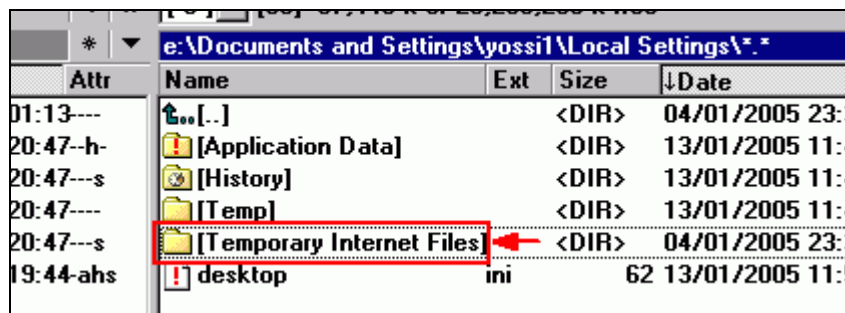 * ▼ e:\Documents and Settings\yossi1\Local Settings\*.*
Attr Name Ext Size ↓Date
01:13 ---- [..] <DIR> 04/01/2005 23:
20:47 --h- [Application Data] <DIR> 13/01/2005 11:
20:47 ---s [History] <DIR> 13/01/2005 11:
20:47 ---- [Temp] <DIR> 13/01/2005 11:
20:47 ---s [Temporary Internet Files] <DIR> 04/01/2005 23:
19:44 -ahs desktop ini 62 13/01/2005 11: